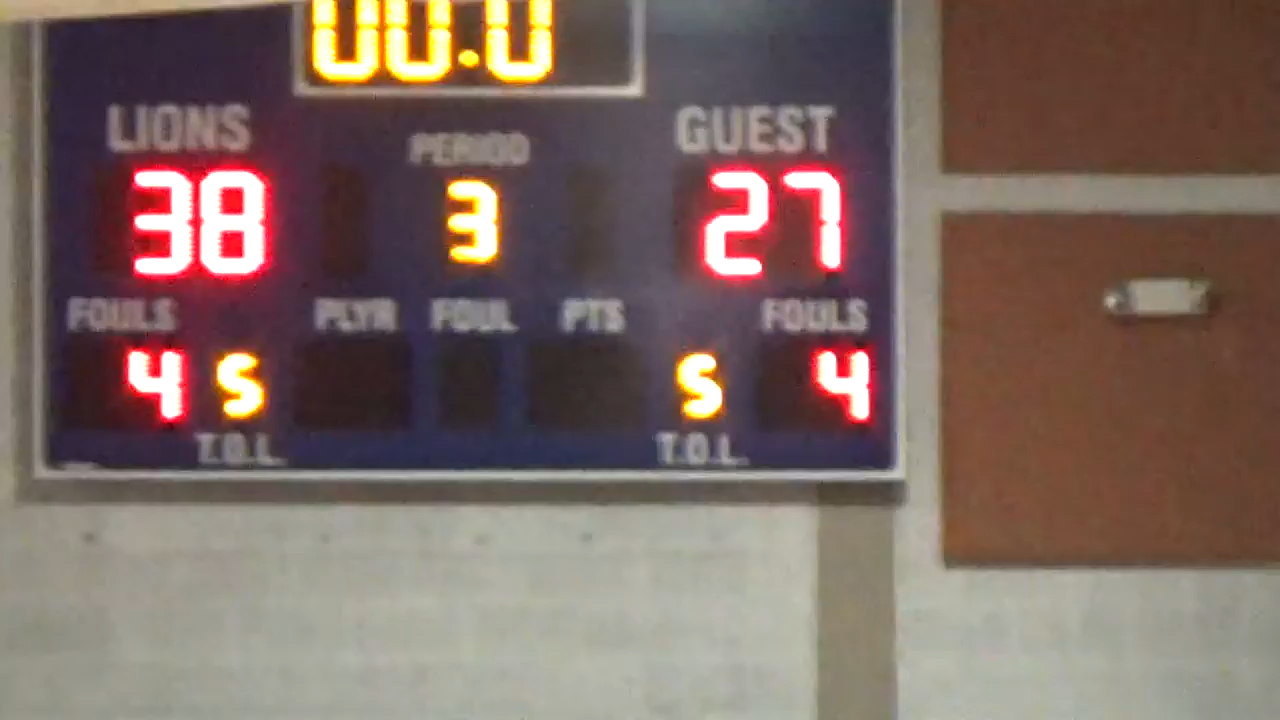 00.0
LIONS PERIOD GUEST
38 3 27
FOULS PLYR FOUL PTS FOULS
4 5 5 4
T.O.L. T.O.L.